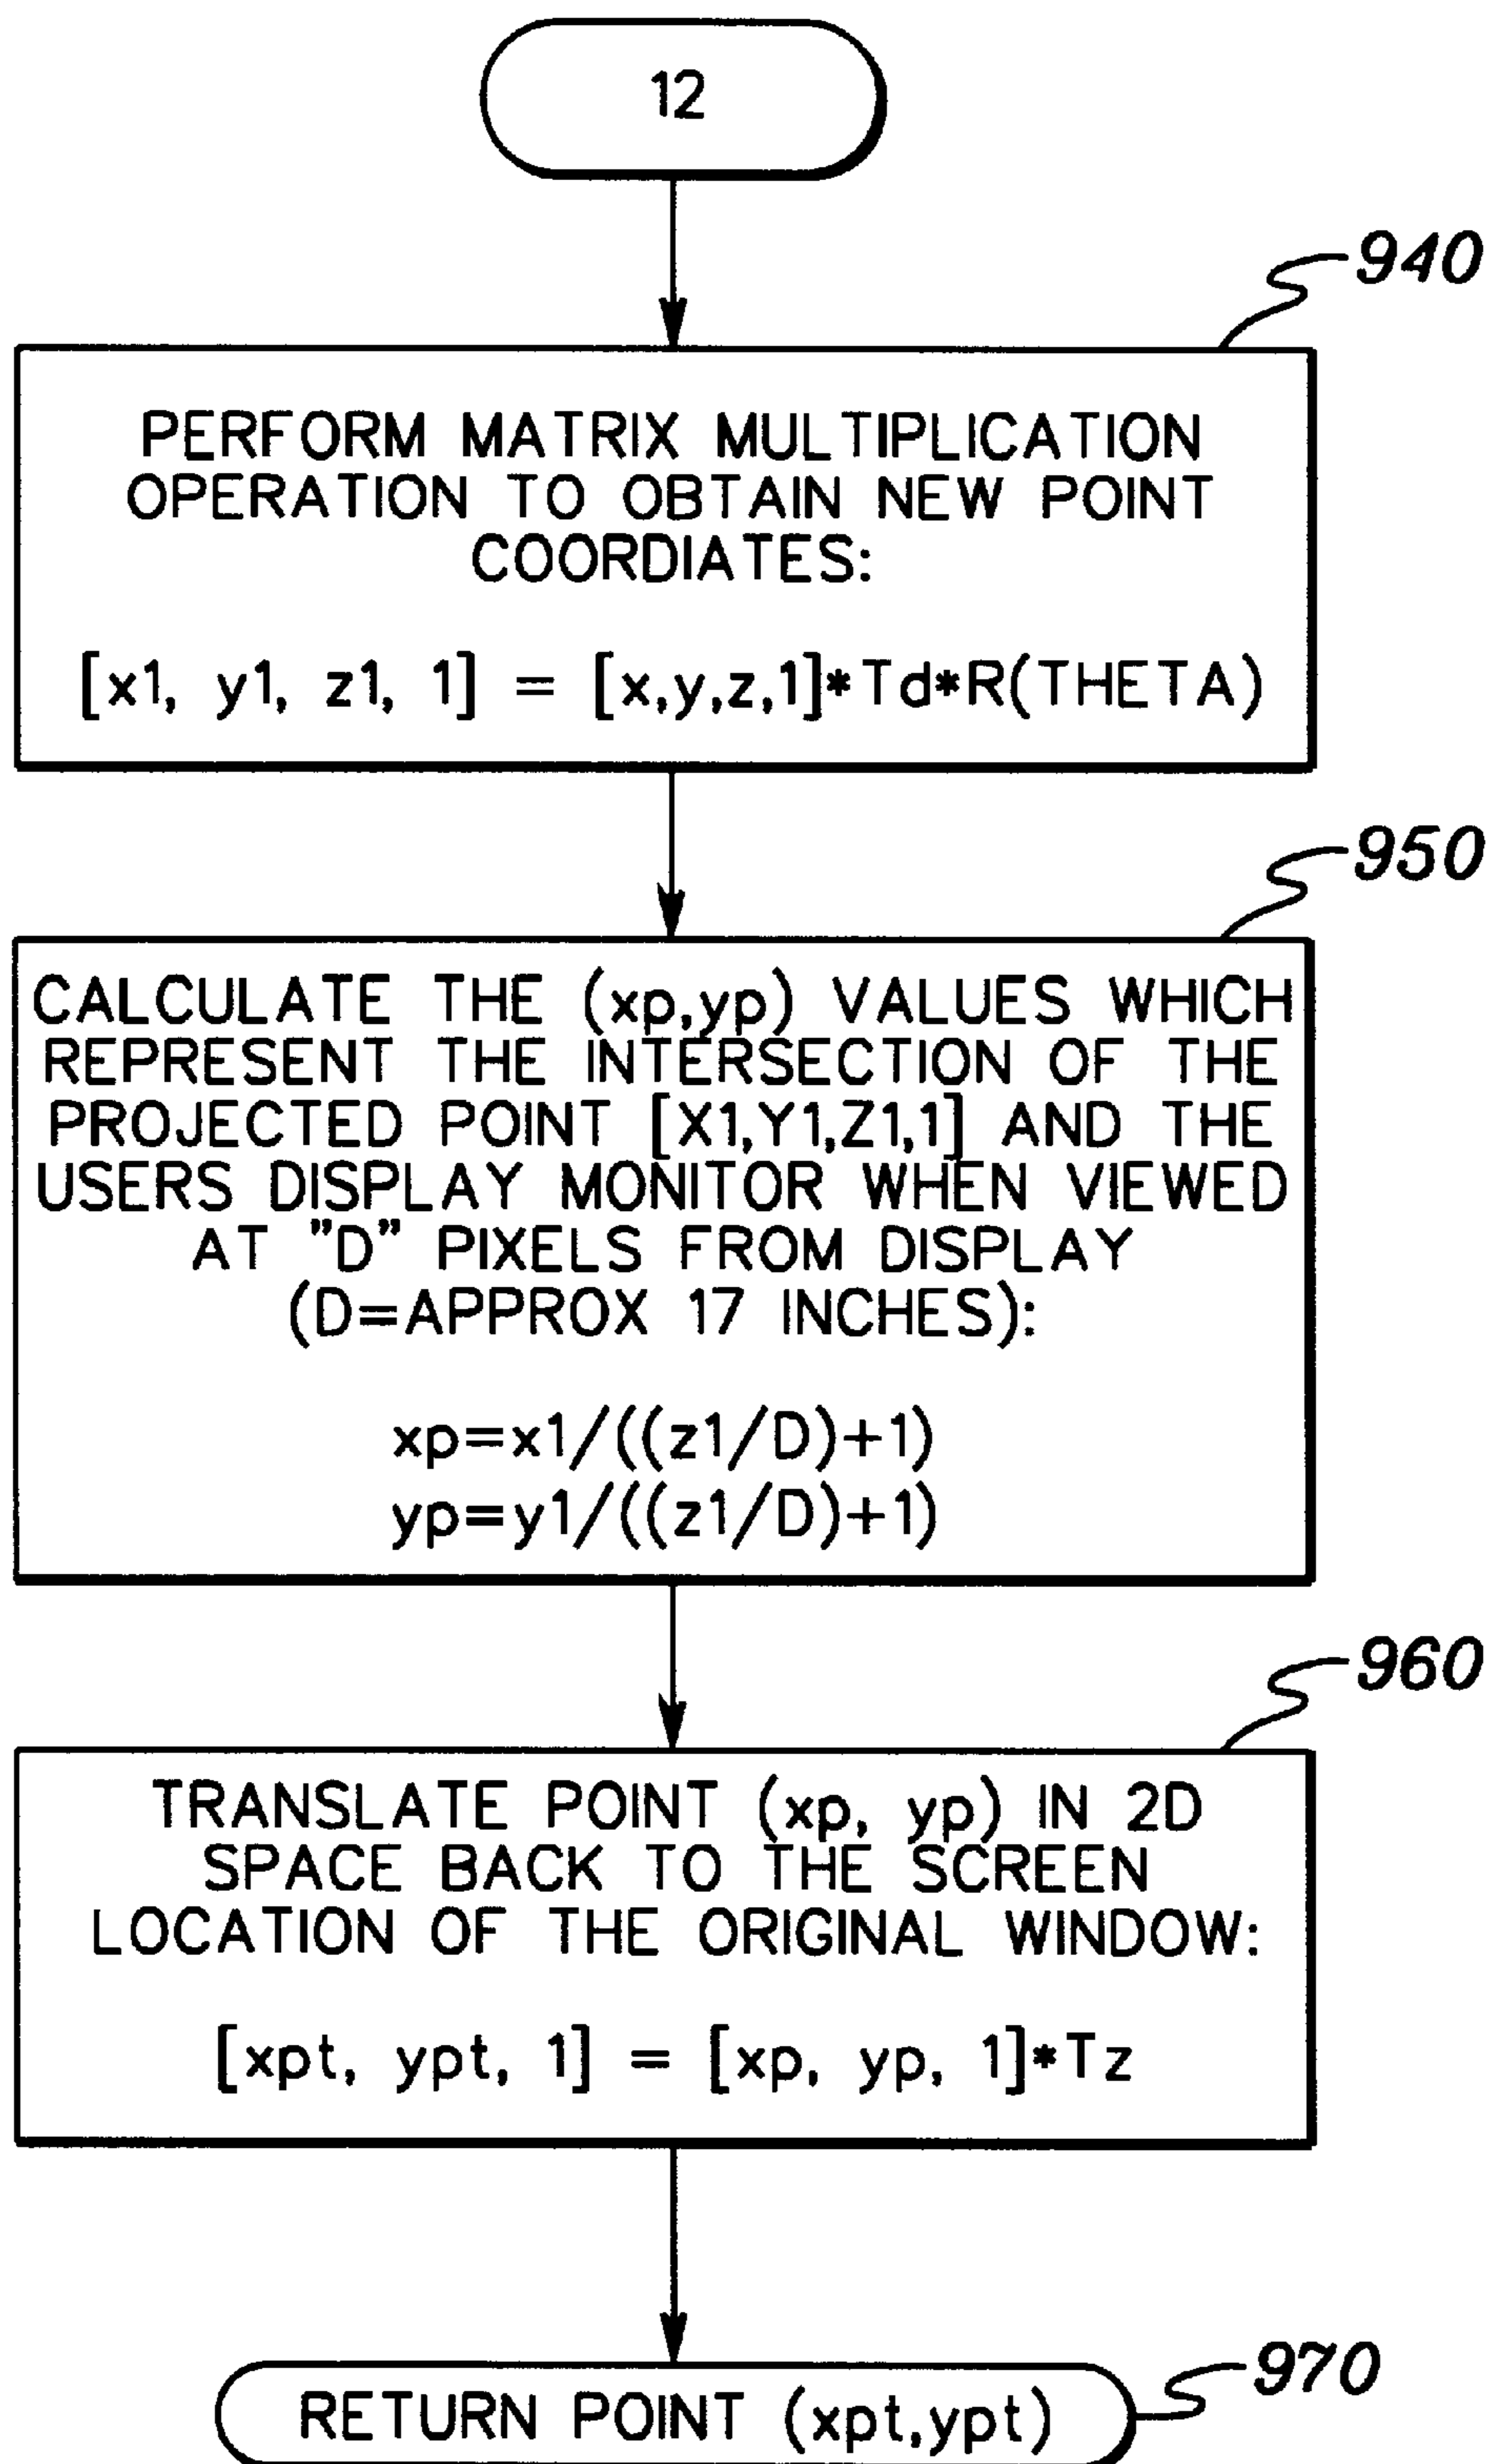 12
940
PERFORM MATRIX MULTIPLICATION
OPERATION TO OBTAIN NEW POINT
COORDIATES:
[x1, y1, z1, 1] = [x,y,z,1]*Td*R(THETA)
950
CALCULATE THE (xp,yp) VALUES WHICH
REPRESENT THE INTERSECTION OF THE
PROJECTED POINT [X1,Y1,Z1,1] AND THE
USERS DISPLAY MONITOR WHEN VIEWED
AT "D" PIXELS FROM DISPLAY
(D=APPROX 17 INCHES):
xp=x1/((z1/D)+1)
yp=y1/((z1/D)+1)
960
TRANSLATE POINT (xp, yp) IN 2D
SPACE BACK TO THE SCREEN
LOCATION OF THE ORIGINAL WINDOW:
[xpt, ypt, 1] = [xp, yp, 1]*Tz
970
RETURN POINT (xpt,ypt)